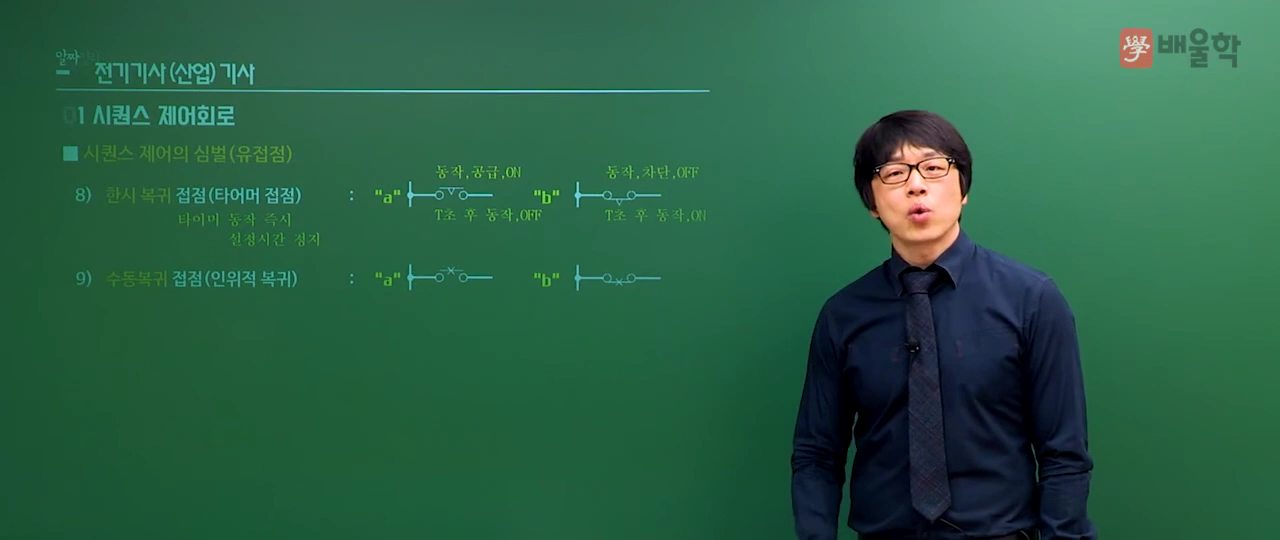 學 배울학
알짜
전기기사(산업)기사
01 시퀀스 제어회로
■ 시퀀스 제어의 심벌(유접점)
동작,공급,ON 동작,차단,OFF
8) 한시 복귀 접점(타어머 접점) : "a" "b"
타이머 동작 즉시 T초 후 동작,OFF T초 후 동작,ON
설정시간 정지
9) 수동복귀 접점(인위적 복귀) : "a" "b"